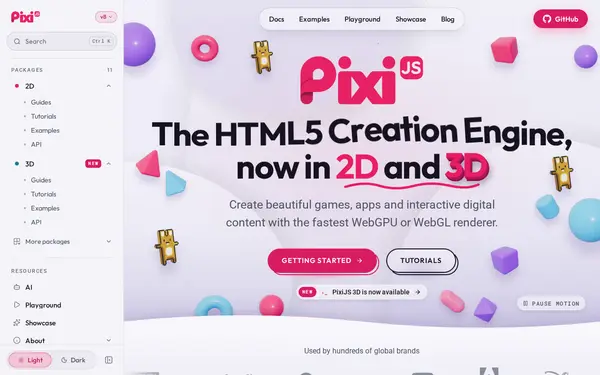 PixiJS
v8
Search
Ctrl K
PACKAGES
11
2D
Guides
Tutorials
Examples
API
3D
NEW
Guides
Tutorials
Examples
API
More packages
RESOURCES
AI
Playground
Showcase
About
Light
Dark
Docs
Examples
Playground
Showcase
Blog
GitHub
Pixi JS
The HTML5 Creation Engine,
now in 2D and 3D
Create beautiful games, apps and interactive digital
content with the fastest WebGPU or WebGL renderer.
GETTING STARTED →
TUTORIALS
NEW
PixiJS 3D is now available →
PAUSE MOTION
Used by hundreds of global brands